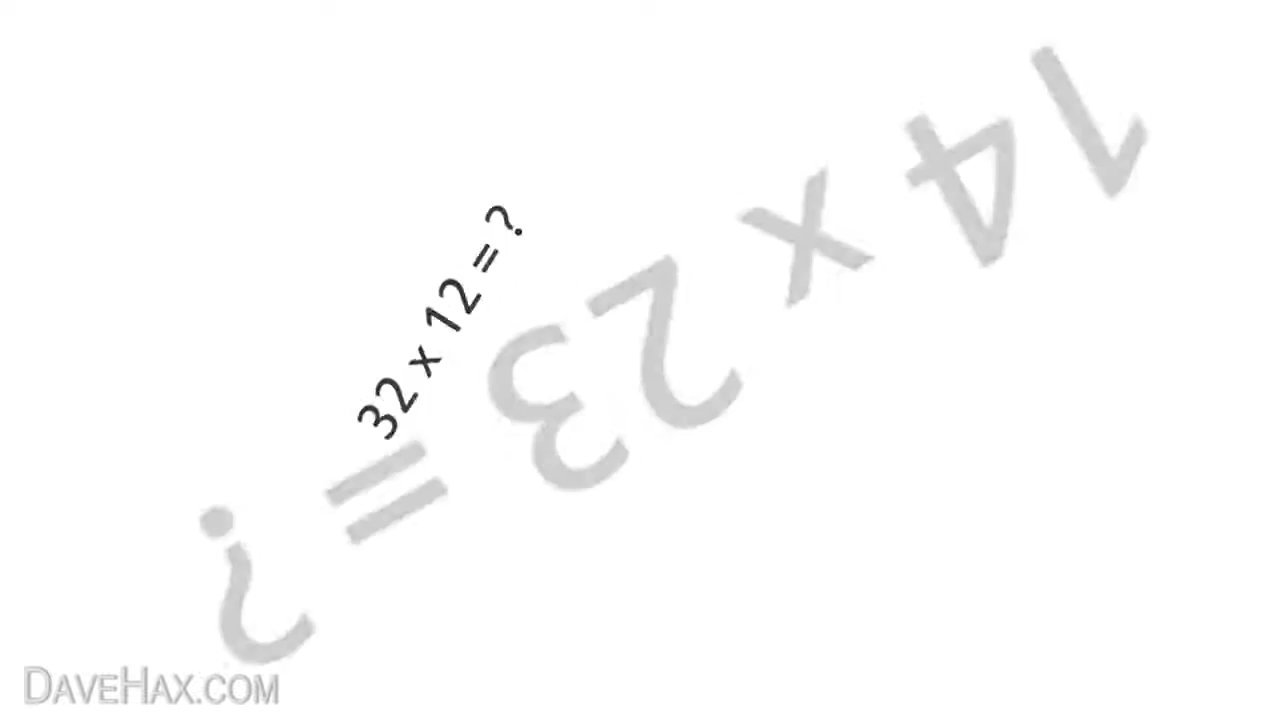 32 x 12 = ?
14 x 23 = ?
DAVEHAX.COM